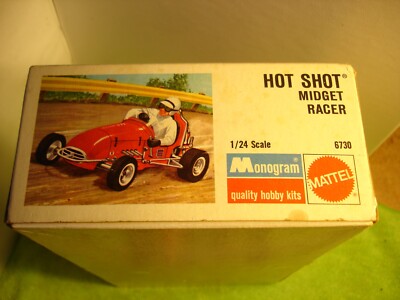 HOT SHOT®
MIDGET
RACER
1/24 Scale 6730
Monogram
quality hobby kits
MATTEL